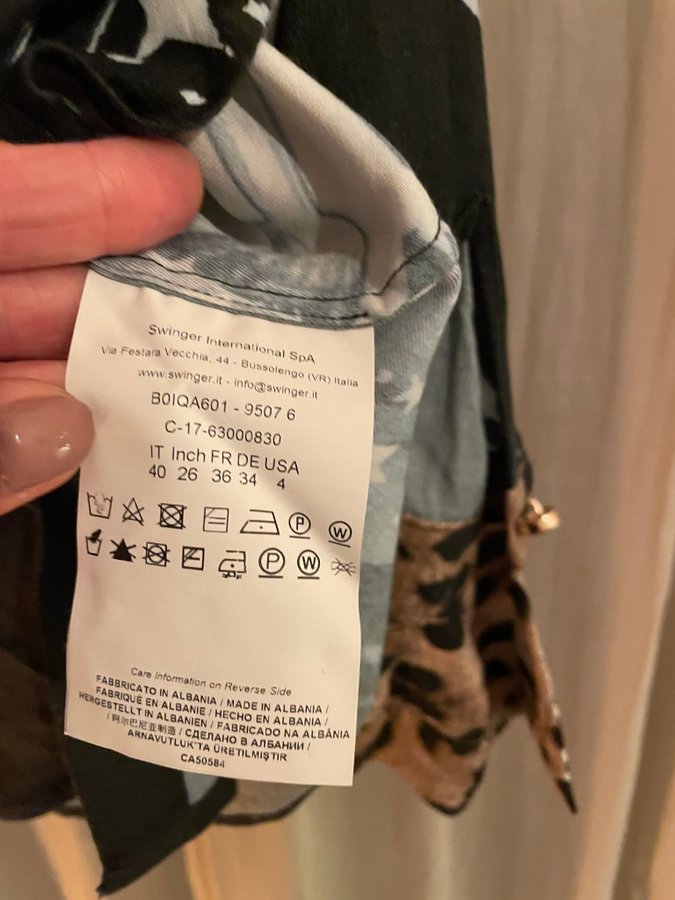 Swinger International SpA
Via Festara Vecchia, 44 - Bussolengo (VR) Italia
www.swinger.it - info@swinger.it
B0IQA601 - 9507 6
C-17-63000830
IT Inch FR DE USA
40 26 36 34 4
P W
P W
Care Information on Reverse Side
FABBRICATO IN ALBANIA / MADE IN ALBANIA /
FABRIQUÉ EN ALBANIE / HECHO EN ALBANIA /
HERGESTELLT IN ALBANIEN / FABRICADO NA ALBÂNIA
/ 阿尔巴尼亚制造 / СДЕЛАНО В АЛБАНИИ /
ARNAVUTLUK'TA ÜRETILMIŞTIR
CA50584